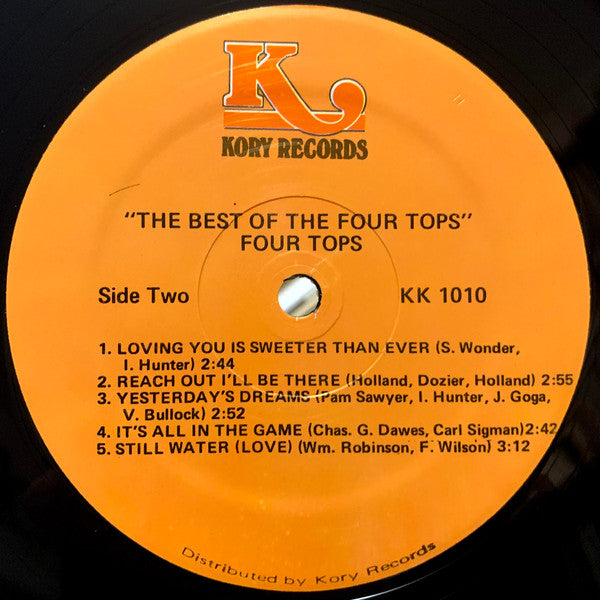 K
KORY RECORDS
"THE BEST OF THE FOUR TOPS"
FOUR TOPS
Side Two KK 1010
1. LOVING YOU IS SWEETER THAN EVER (S. Wonder,
I. Hunter) 2:44
2. REACH OUT I'LL BE THERE (Holland, Dozier, Holland) 2:55
3. YESTERDAY'S DREAMS (Pam Sawyer, I. Hunter, J. Goga,
V. Bullock) 2:52
4. IT'S ALL IN THE GAME (Chas. G. Dawes, Carl Sigman)2:42
5. STILL WATER (LOVE) (Wm. Robinson, F. Wilson) 3:12
Distributed by Kory Records